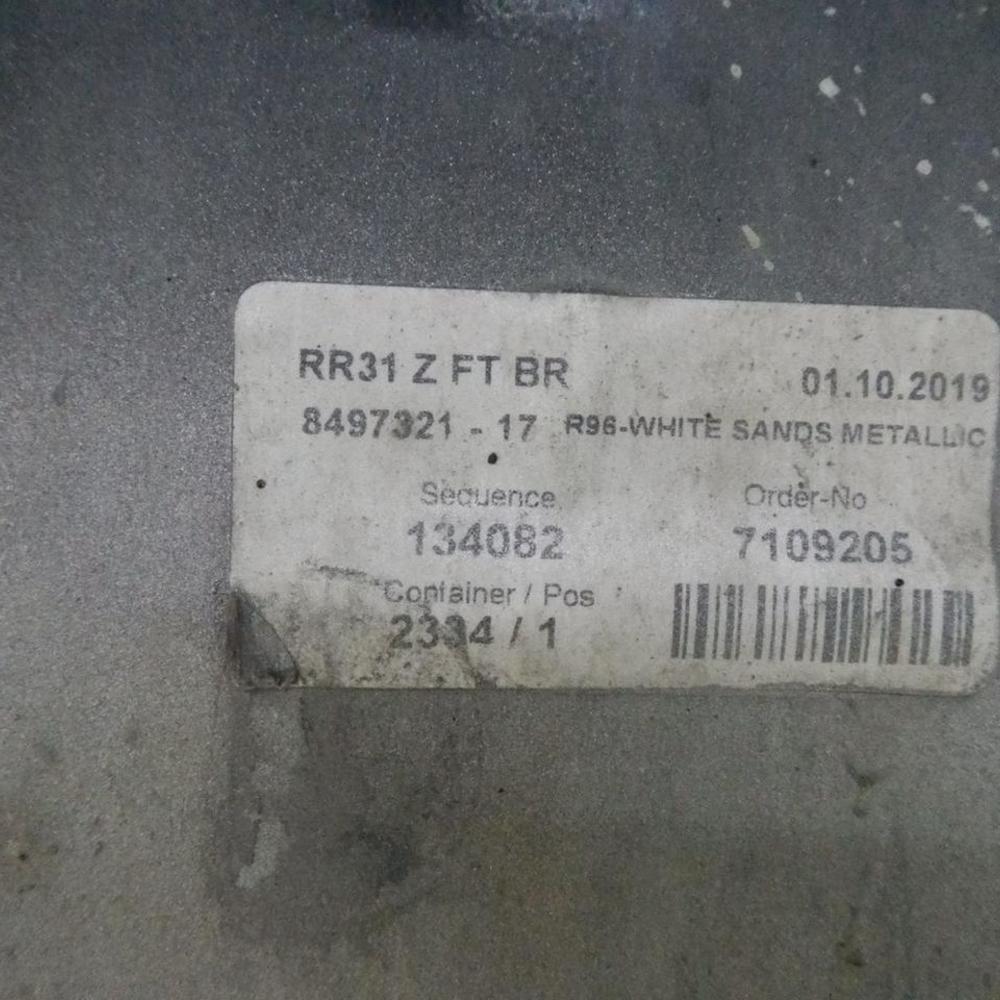 RR31 Z FT BR 01.10.2019
8497321 - 17 R96-WHITE SANDS METALLIC
Sequence Order-No
134082 7109205
Container / Pos
2334 / 1